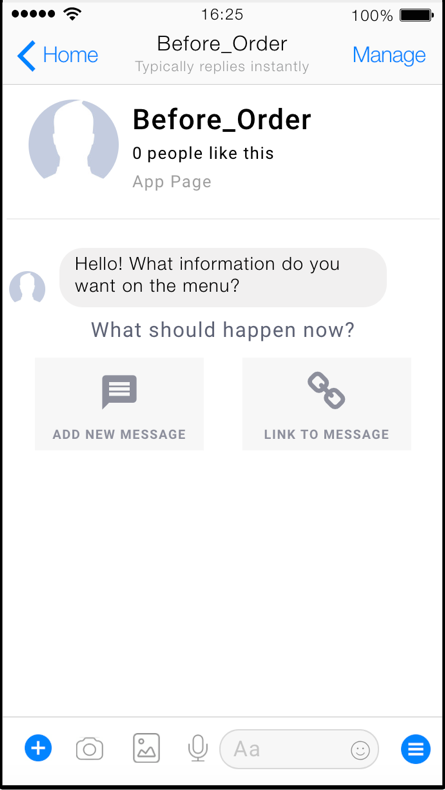 16:25
100%
Home
Before_Order
Manage
Typically replies instantly
Before_Order
0 people like this
App Page
Hello! What information do you
want on the menu?
What should happen now?
ADD NEW MESSAGE
LINK TO MESSAGE
Aa